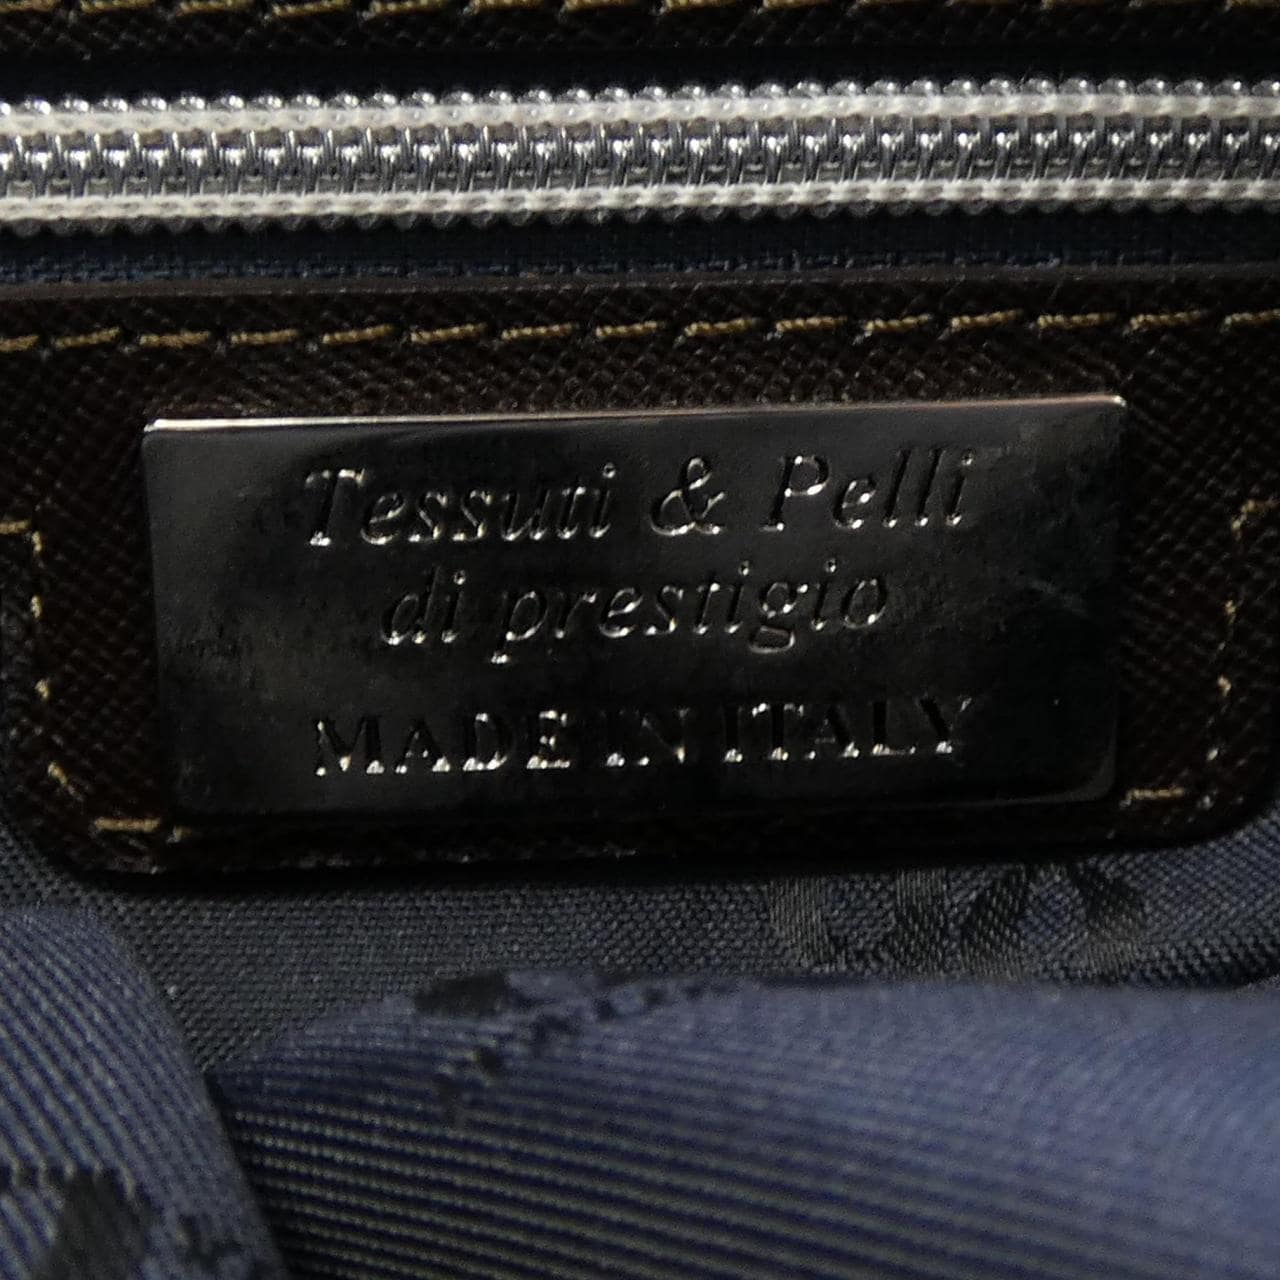 Tessuti & Pelli
di prestigio
MADE IN ITALY